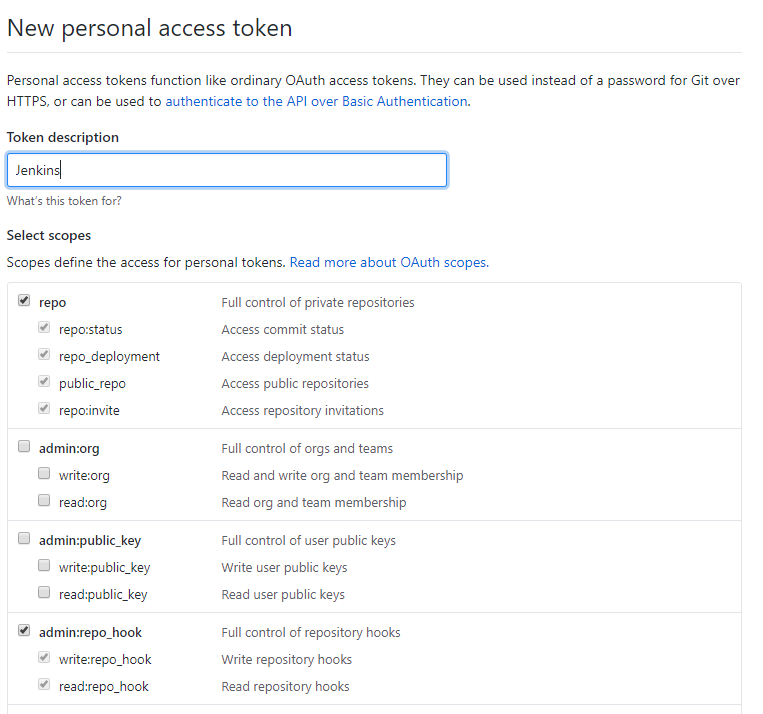 New personal access token
Personal access tokens function like ordinary OAuth access tokens. They can be used instead of a password for Git over
HTTPS, or can be used to authenticate to the API over Basic Authentication.
Token description
Jenkins
What's this token for?
Select scopes
Scopes define the access for personal tokens. Read more about OAuth scopes.
repo Full control of private repositories
repo:status Access commit status
repo_deployment Access deployment status
public_repo Access public repositories
repo:invite Access repository invitations
admin:org Full control of orgs and teams
write:org Read and write org and team membership
read:org Read org and team membership
admin:public_key Full control of user public keys
write:public_key Write user public keys
read:public_key Read user public keys
admin:repo_hook Full control of repository hooks
write:repo_hook Write repository hooks
read:repo_hook Read repository hooks